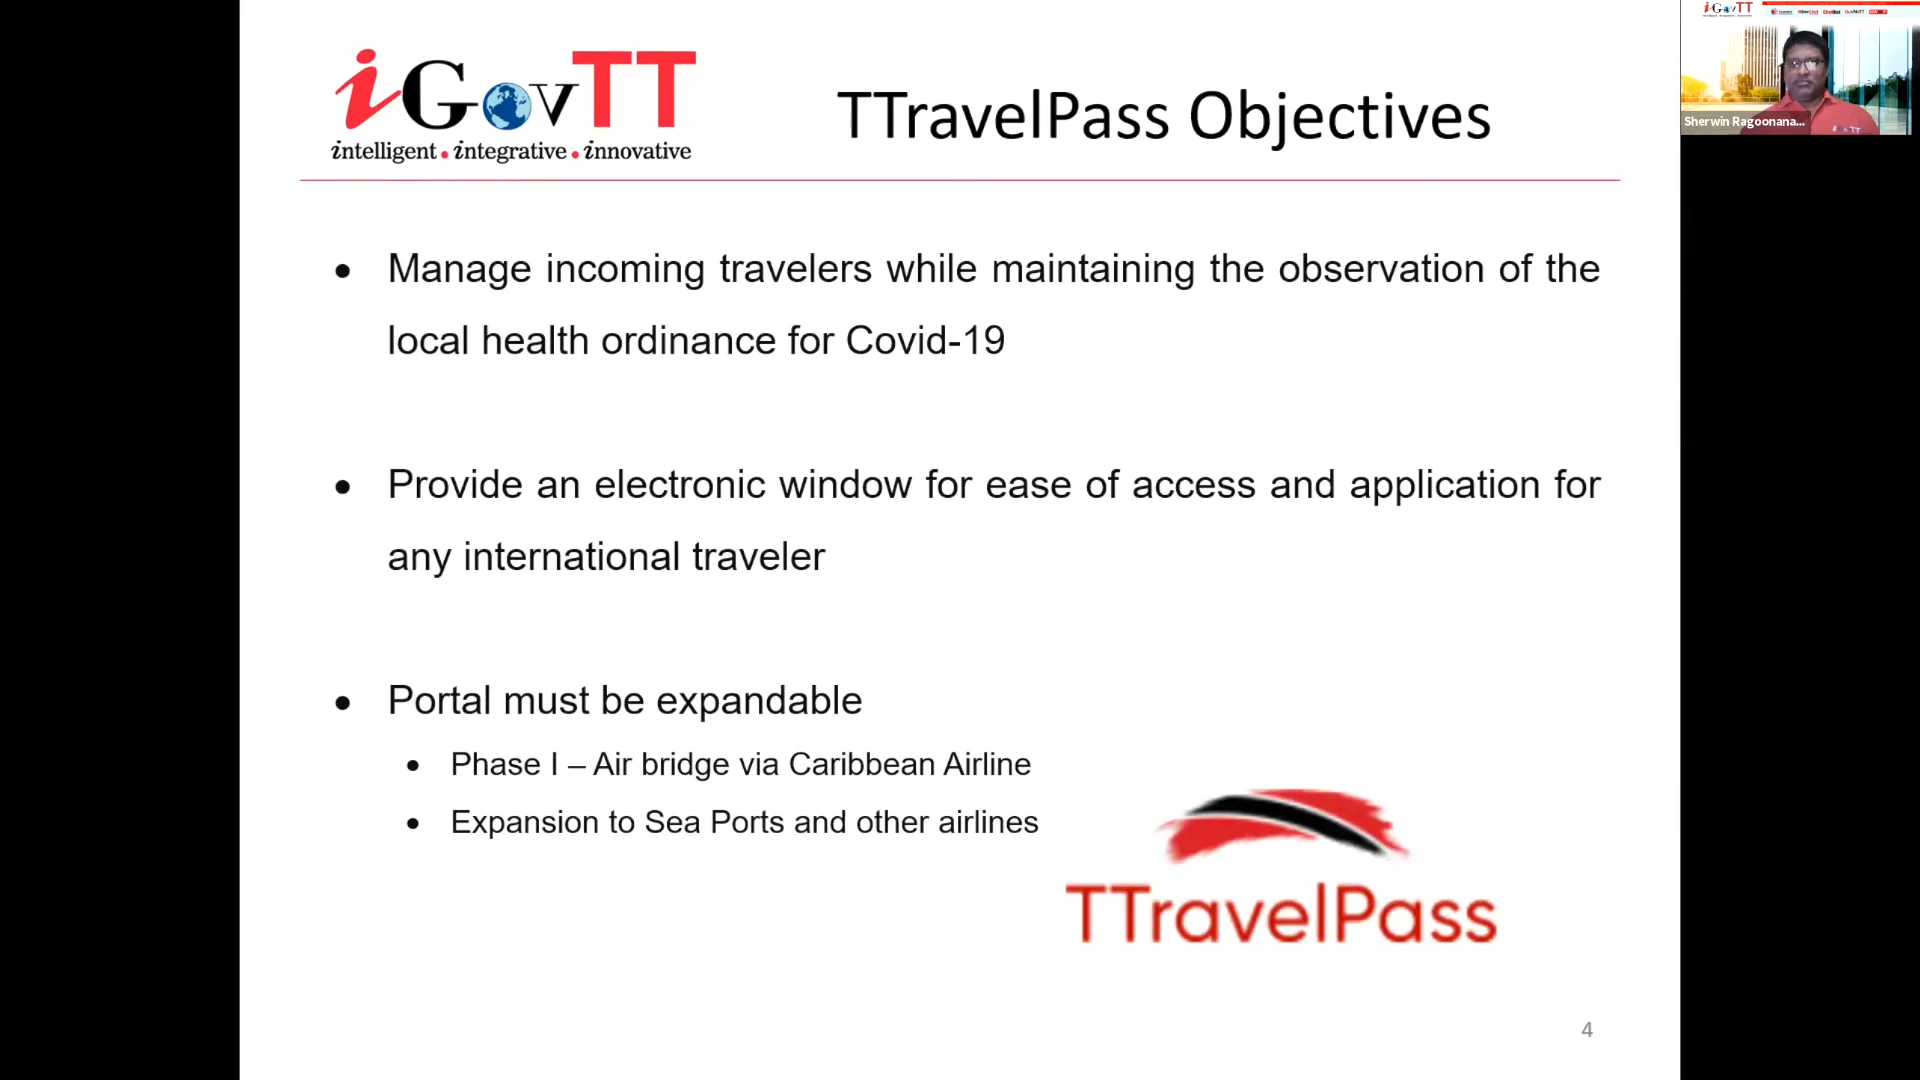 iGovTT
intelligent • integrative • innovative
TTravelPass Objectives
iGovTT
Sherwin Ragoonana...
• Manage incoming travelers while maintaining the observation of the
local health ordinance for Covid-19
• Provide an electronic window for ease of access and application for
any international traveler
• Portal must be expandable
• Phase I – Air bridge via Caribbean Airline
• Expansion to Sea Ports and other airlines
TTravelPass
4